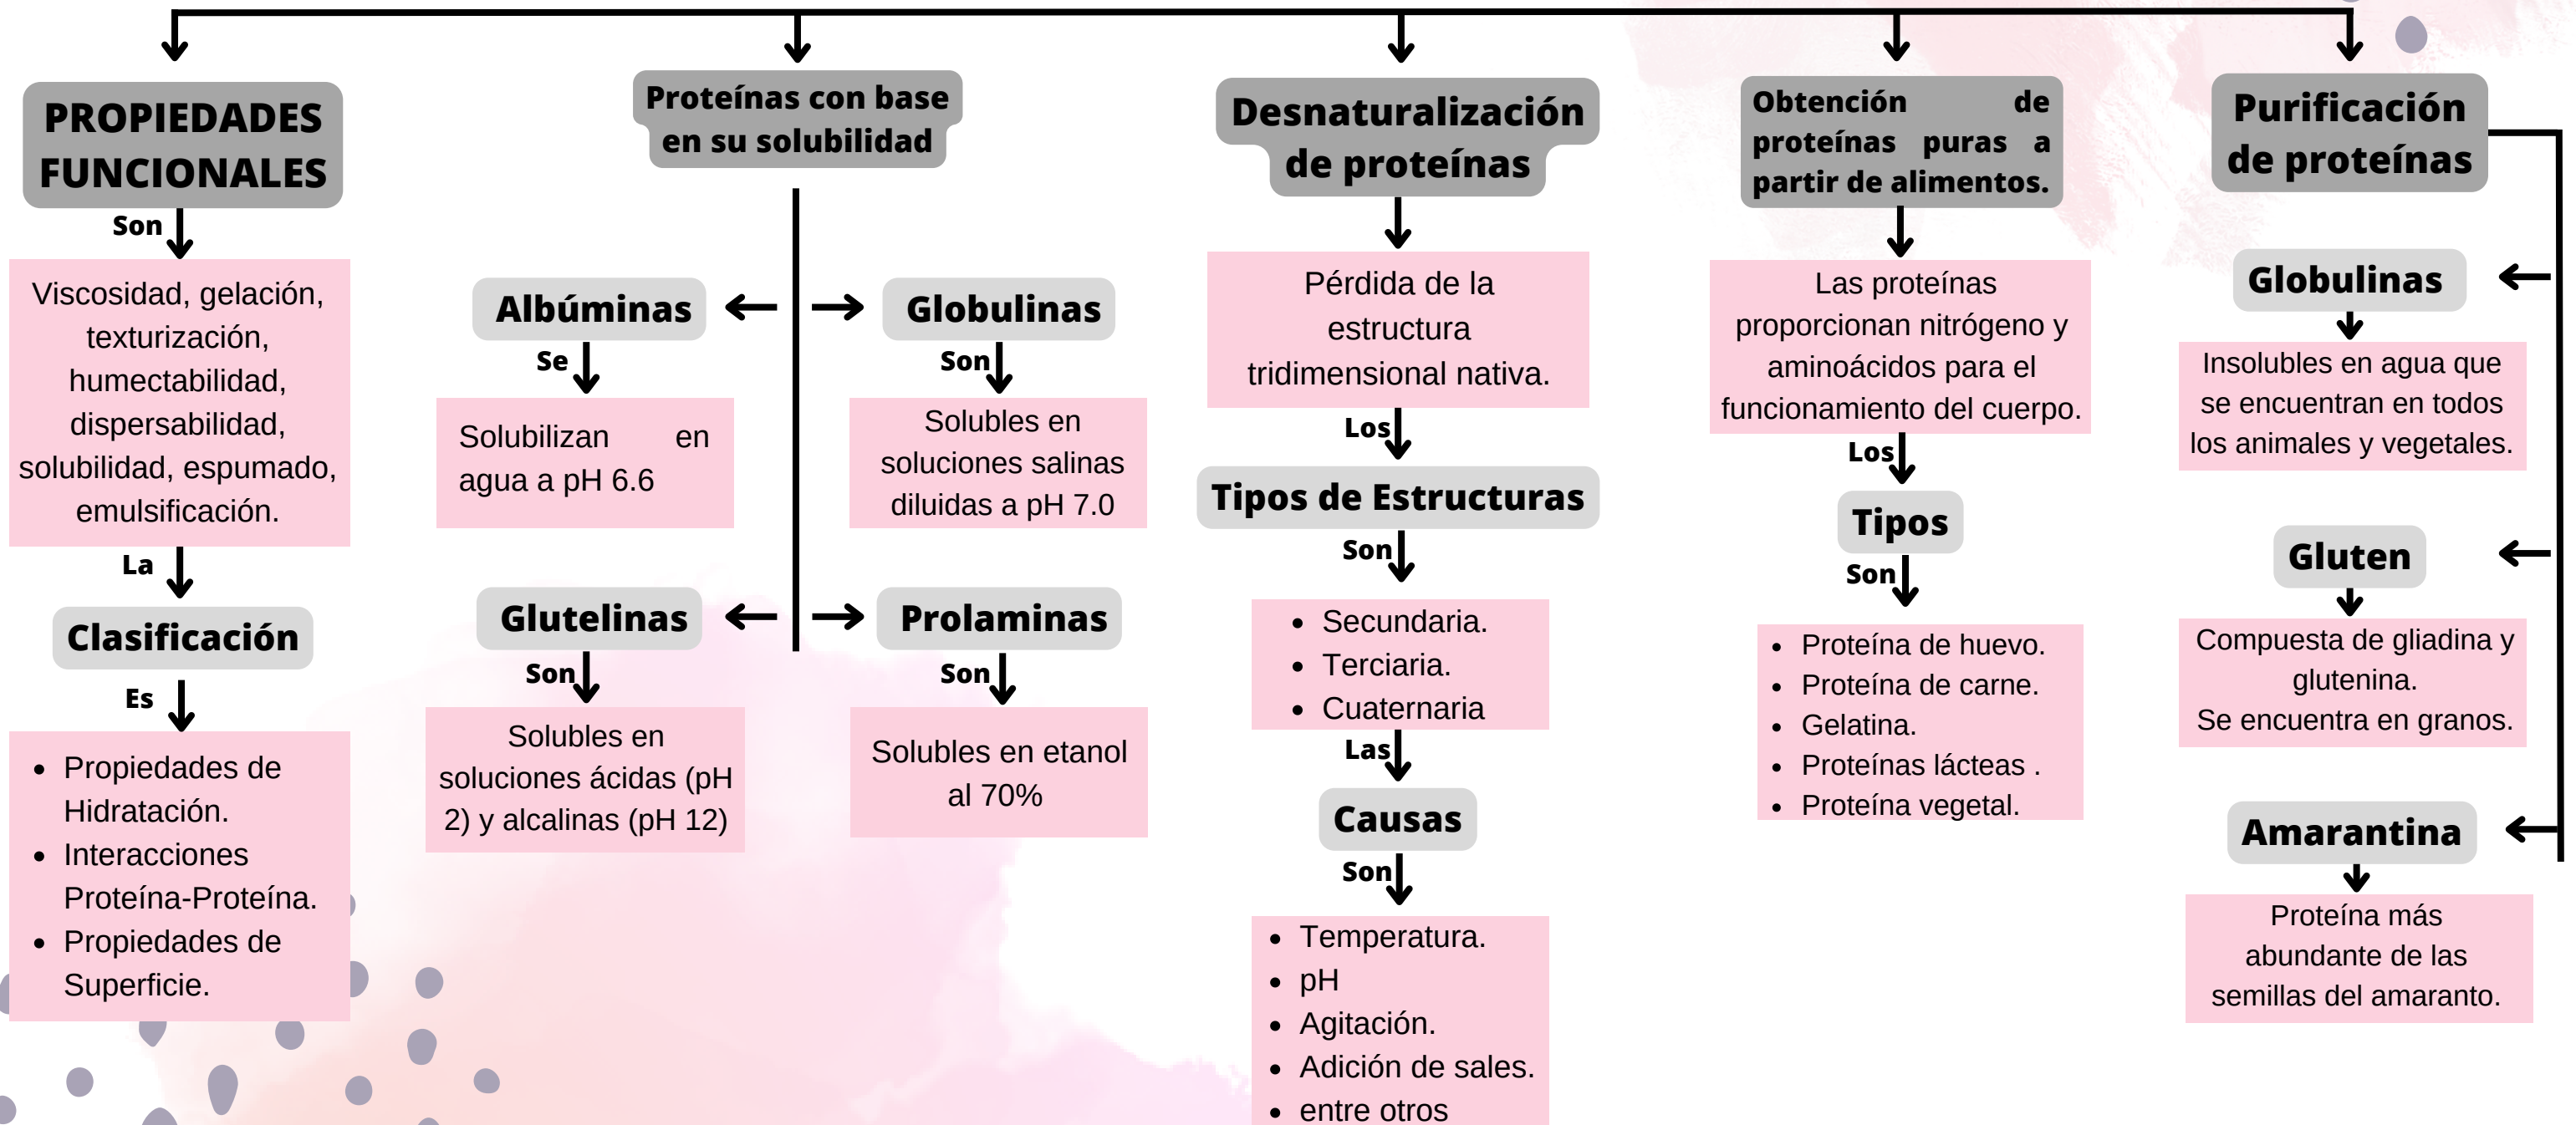 PROPIEDADES
FUNCIONALES
Son
Viscosidad, gelación,
texturización,
humectabilidad,
dispersabilidad,
solubilidad, espumado,
emulsificación.
La
Clasificación
Es
• Propiedades de
Hidratación.
• Interacciones
Proteína-Proteína.
• Propiedades de
Superficie.
Proteínas con base
en su solubilidad
Albúminas
Se
Solubilizan en
agua a pH 6.6
Globulinas
Son
Solubles en
soluciones salinas
diluidas a pH 7.0
Glutelinas
Son
Solubles en
soluciones ácidas (pH
2) y alcalinas (pH 12)
Prolaminas
Son
Solubles en etanol
al 70%
Desnaturalización
de proteínas
Pérdida de la
estructura
tridimensional nativa.
Los
Tipos de Estructuras
Son
• Secundaria.
• Terciaria.
• Cuaternaria
Las
Causas
Son
• Temperatura.
• pH
• Agitación.
• Adición de sales.
• entre otros
Obtención de
proteínas puras a
partir de alimentos.
Las proteínas
proporcionan nitrógeno y
aminoácidos para el
funcionamiento del cuerpo.
Los
Tipos
Son
• Proteína de huevo.
• Proteína de carne.
• Gelatina.
• Proteínas lácteas .
• Proteína vegetal.
Purificación
de proteínas
Globulinas
Insolubles en agua que
se encuentran en todos
los animales y vegetales.
Gluten
Compuesta de gliadina y
glutenina.
Se encuentra en granos.
Amarantina
Proteína más
abundante de las
semillas del amaranto.